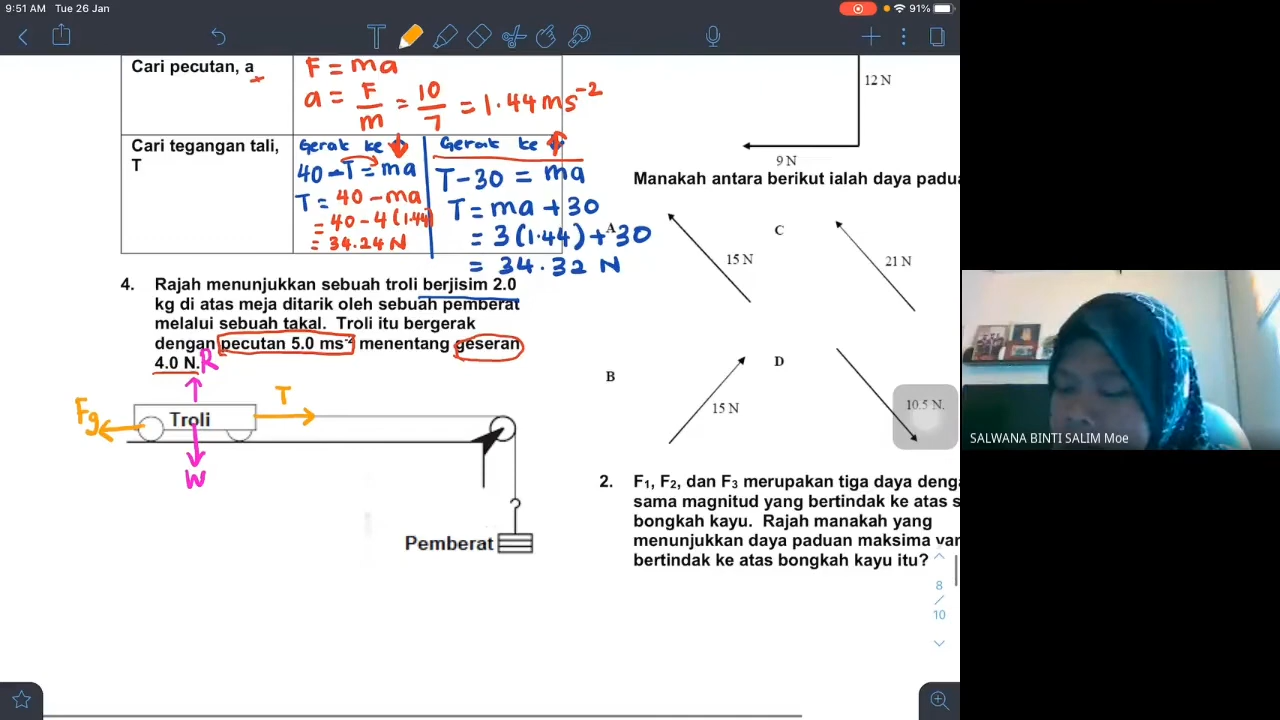 9:51 AM Tue 26 Jan
91%
Cari pecutan, a
F = ma
a = F/m = 10/7 = 1.44 ms⁻²
Cari tegangan tali, T
Gerak ke ↓
40 - T = ma
T = 40 - ma
= 40 - 4(1.44)
= 34.24 N
Gerak ke ↑
T - 30 = ma
T = ma + 30
= 3(1.44) + 30
= 34.32 N
4. Rajah menunjukkan sebuah troli berjisim 2.0
kg di atas meja ditarik oleh sebuah pemberat
melalui sebuah takal. Troli itu bergerak
dengan pecutan 5.0 ms⁻² menentang geseran
4.0 N.
R
Fg
Troli
T
W
Pemberat
12 N
9 N
Manakah antara berikut ialah daya padua
A
15 N
C
21 N
B
15 N
D
10.5 N.
2. F1, F2, dan F3 merupakan tiga daya denga
sama magnitud yang bertindak ke atas s
bongkah kayu. Rajah manakah yang
menunjukkan daya paduan maksima yan
bertindak ke atas bongkah kayu itu?
8
/
10
SALWANA BINTI SALIM Moe